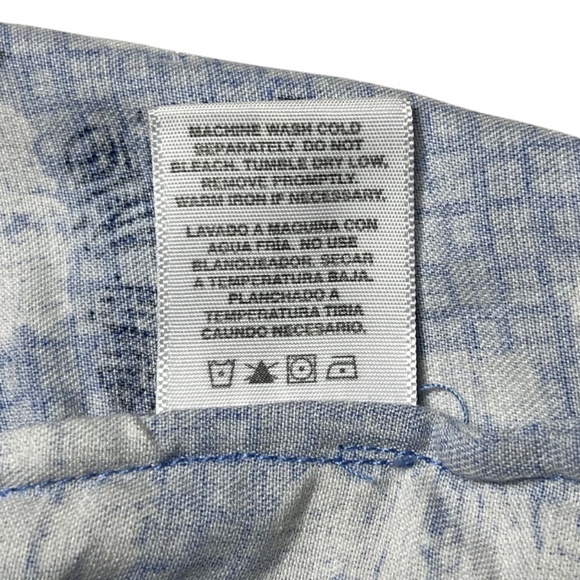 MACHINE WASH COLD
SEPARATELY. DO NOT
BLEACH. TUMBLE DRY LOW,
REMOVE PROMPTLY.
WARM IRON IF NECESSARY.
LAVADO A MAQUINA CON
AGUA FRIA. NO USE
BLANQUEADOR. SECAR
A TEMPERATURA BAJA.
PLANCHADO A
TEMPERATURA TIBIA
CAUNDO NECESARIO.